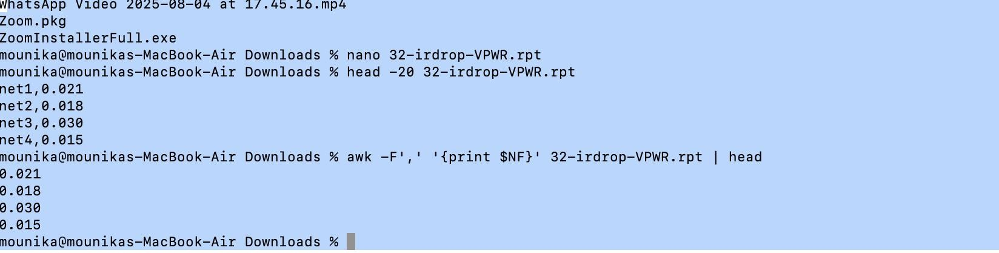 WhatsApp Video 2025-08-04 at 17.45.16.mp4
Zoom.pkg
ZoomInstallerFull.exe
mounika@mounikas-MacBook-Air Downloads % nano 32-irdrop-VPWR.rpt
mounika@mounikas-MacBook-Air Downloads % head -20 32-irdrop-VPWR.rpt
net1,0.021
net2,0.018
net3,0.030
net4,0.015
mounika@mounikas-MacBook-Air Downloads % awk -F',' '{print $NF}' 32-irdrop-VPWR.rpt | head
0.021
0.018
0.030
0.015
mounika@mounikas-MacBook-Air Downloads %